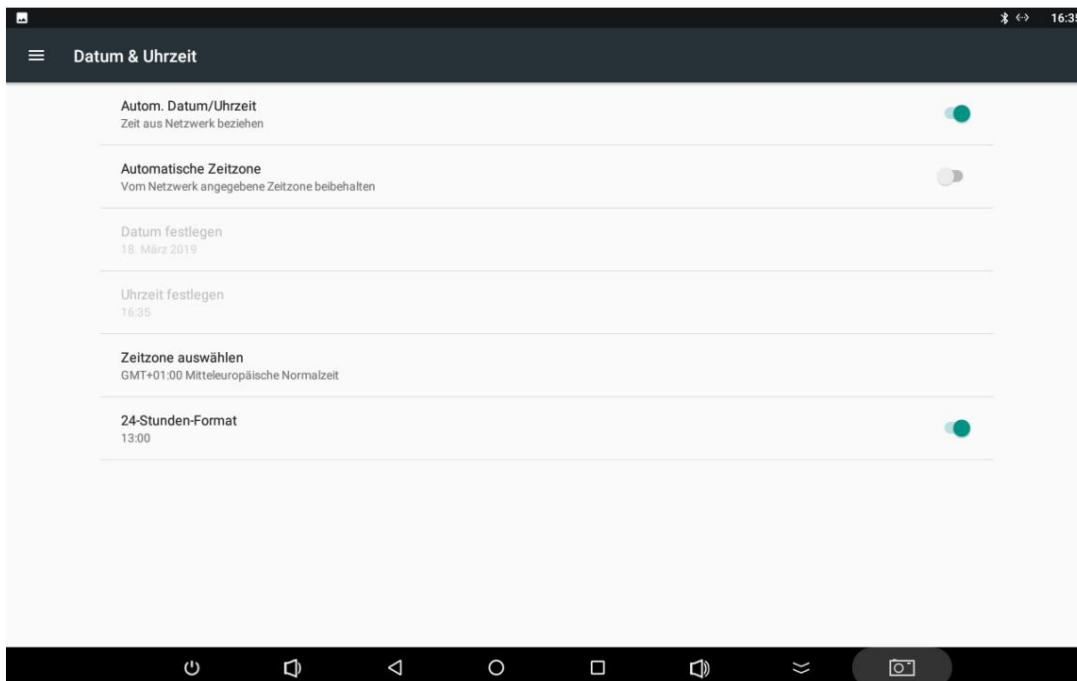 16:35
Datum & Uhrzeit
Autom. Datum/Uhrzeit
Zeit aus Netzwerk beziehen
Automatische Zeitzone
Vom Netzwerk angegebene Zeitzone beibehalten
Datum festlegen
18. März 2019
Uhrzeit festlegen
16:35
Zeitzone auswählen
GMT+01:00 Mitteleuropäische Normalzeit
24-Stunden-Format
13:00